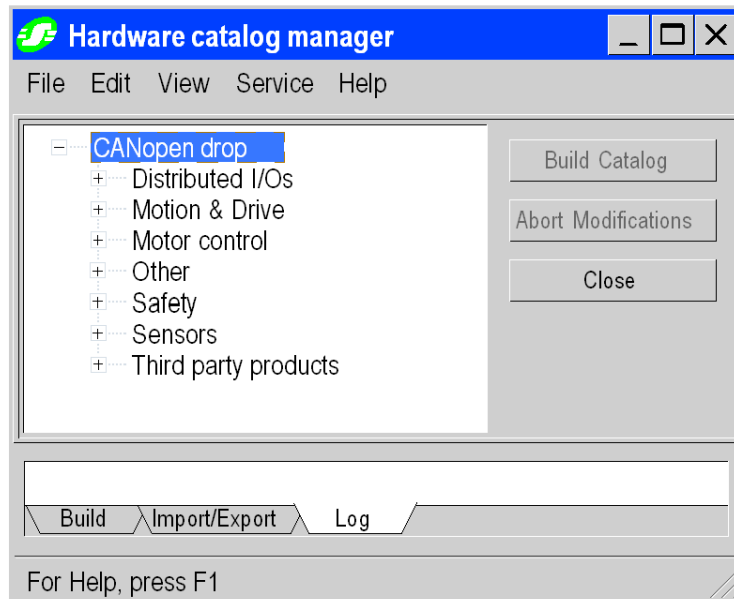 Hardware catalog manager
File Edit View Service Help
CANopen drop
Distributed I/Os
Motion & Drive
Motor control
Other
Safety
Sensors
Third party products
Build Catalog
Abort Modifications
Close
Build Import/Export Log
For Help, press F1